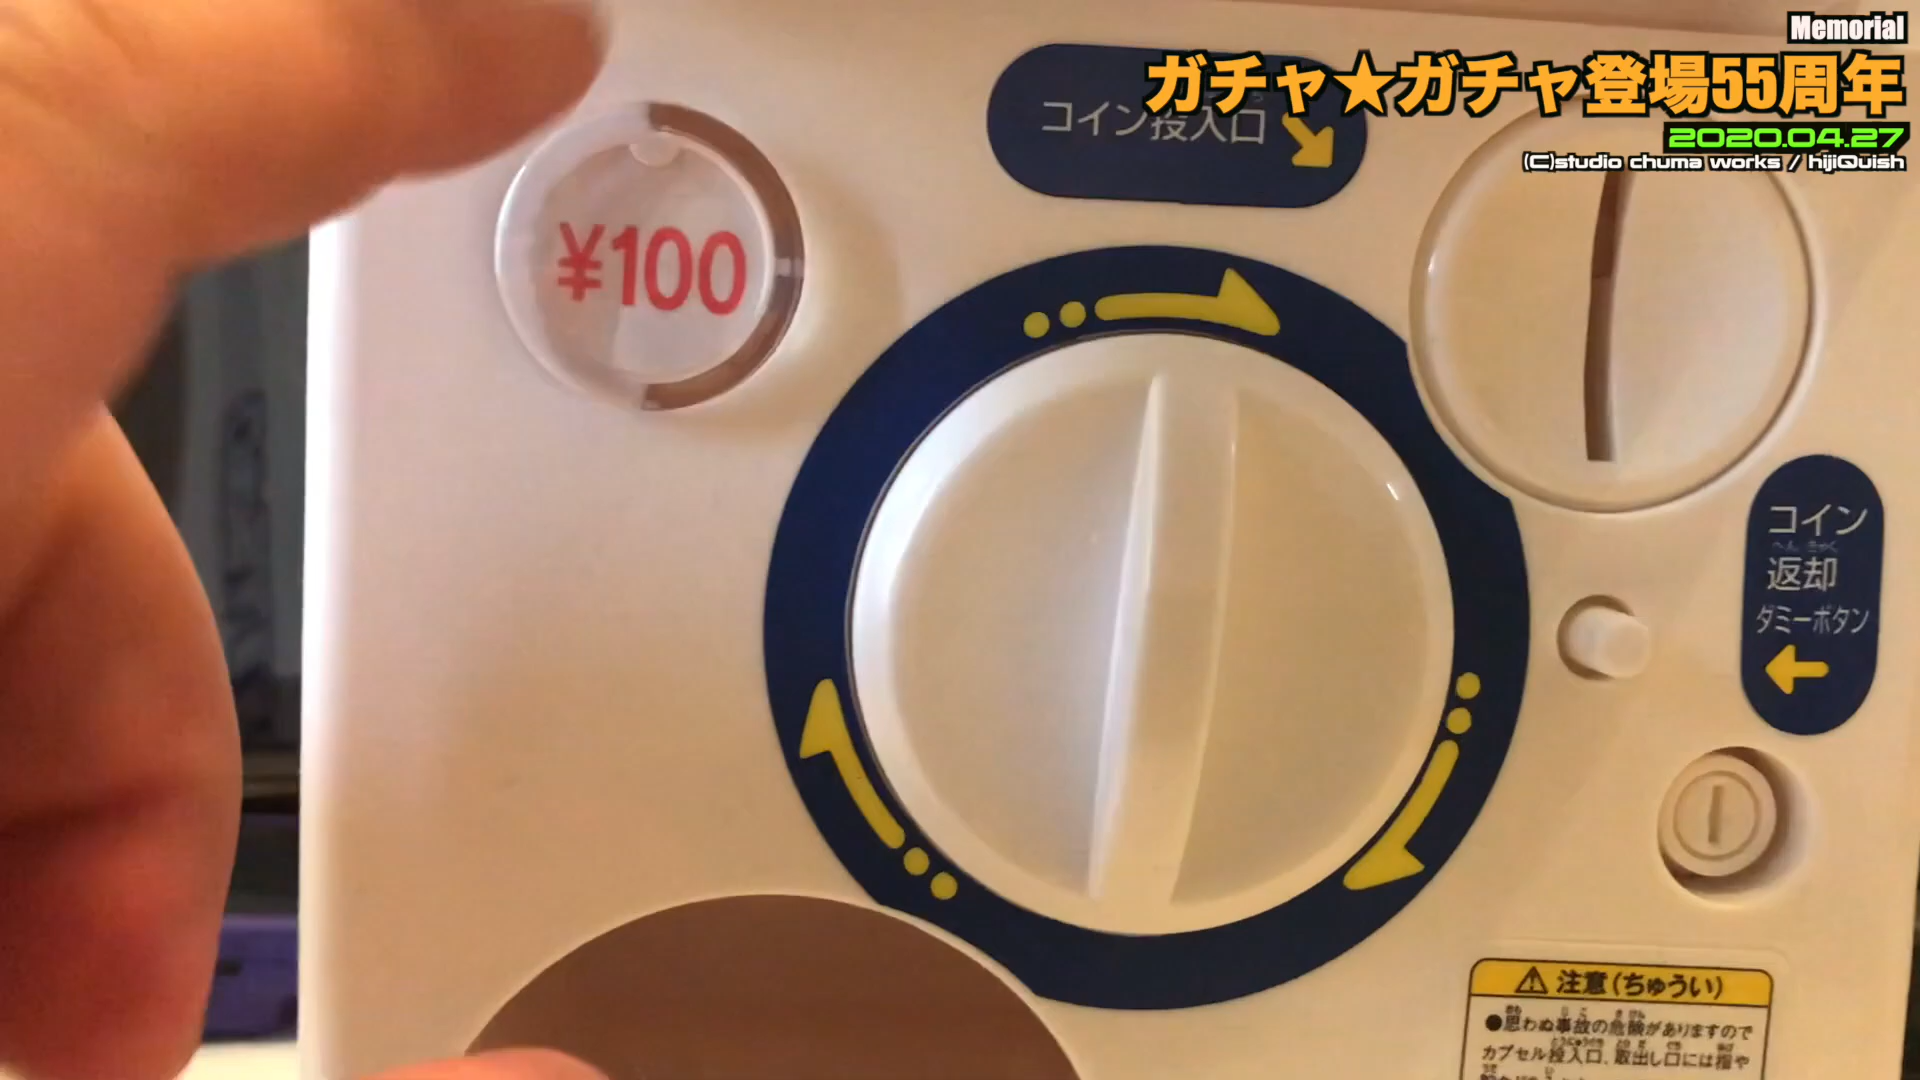 Memorial
ガチャ★ガチャ登場55周年
2020.04.27
(C)studio chuma works / hijiQuish
コイン投入口
¥100
コイン
へん きゃく
返却
ダミーボタン
注意(ちゅうい)
●思わぬ事故の危険がありますので
カプセル投入口、取出し口には指や